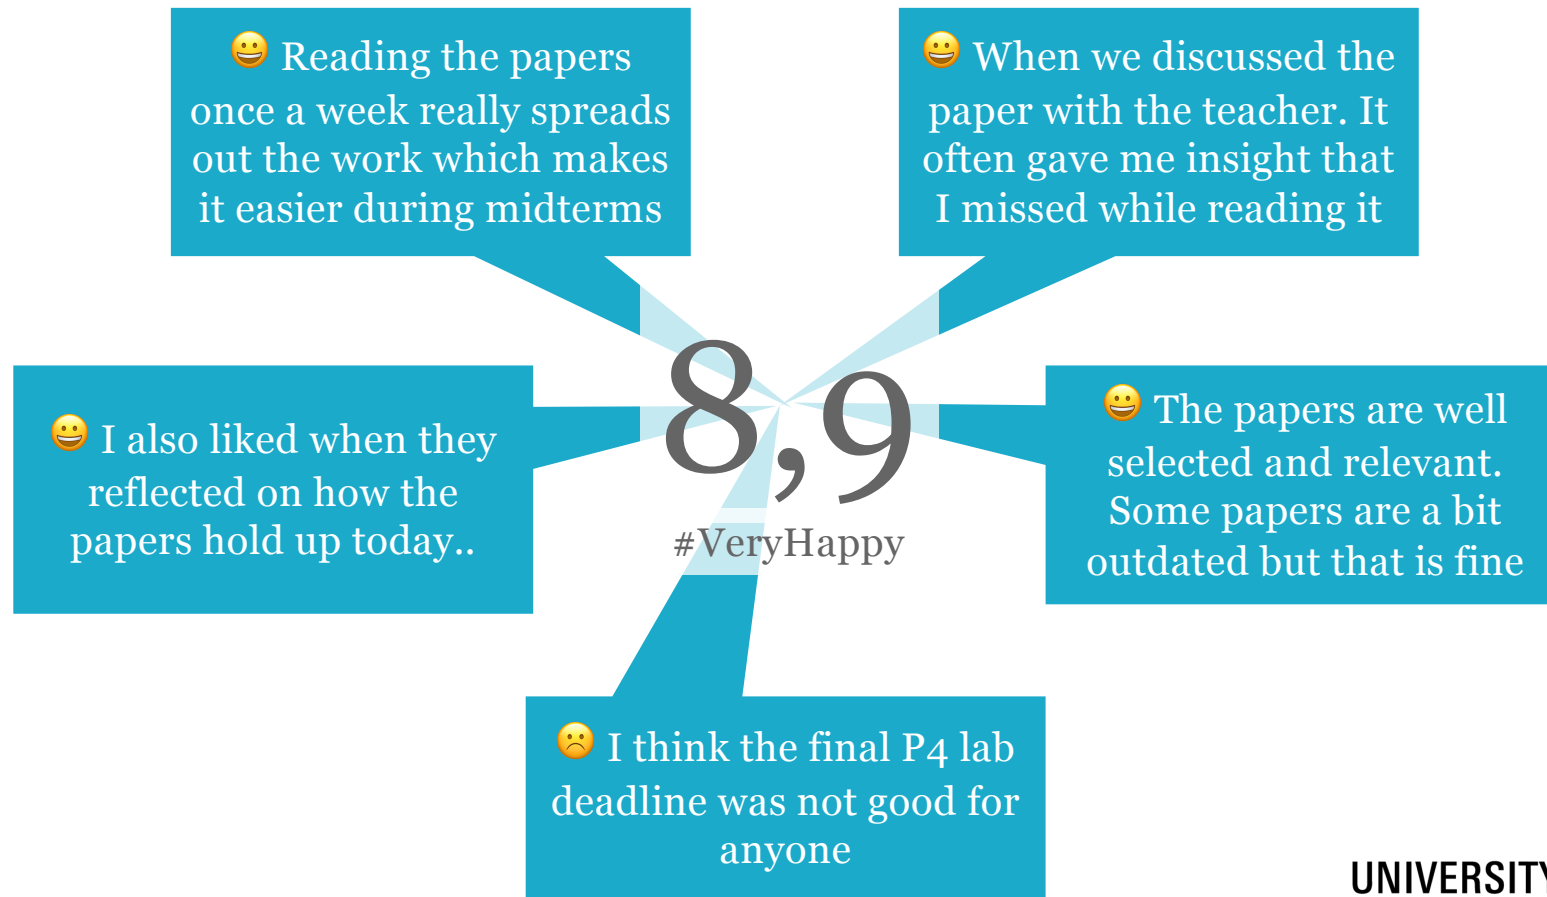 😀 Reading the papers
once a week really spreads
out the work which makes
it easier during midterms
😀 When we discussed the
paper with the teacher. It
often gave me insight that
I missed while reading it
😀 I also liked when they
reflected on how the
papers hold up today..
8,9
#VeryHappy
😀 The papers are well
selected and relevant.
Some papers are a bit
outdated but that is fine
🙁 I think the final P4 lab
deadline was not good for
anyone
UNIVERSITY